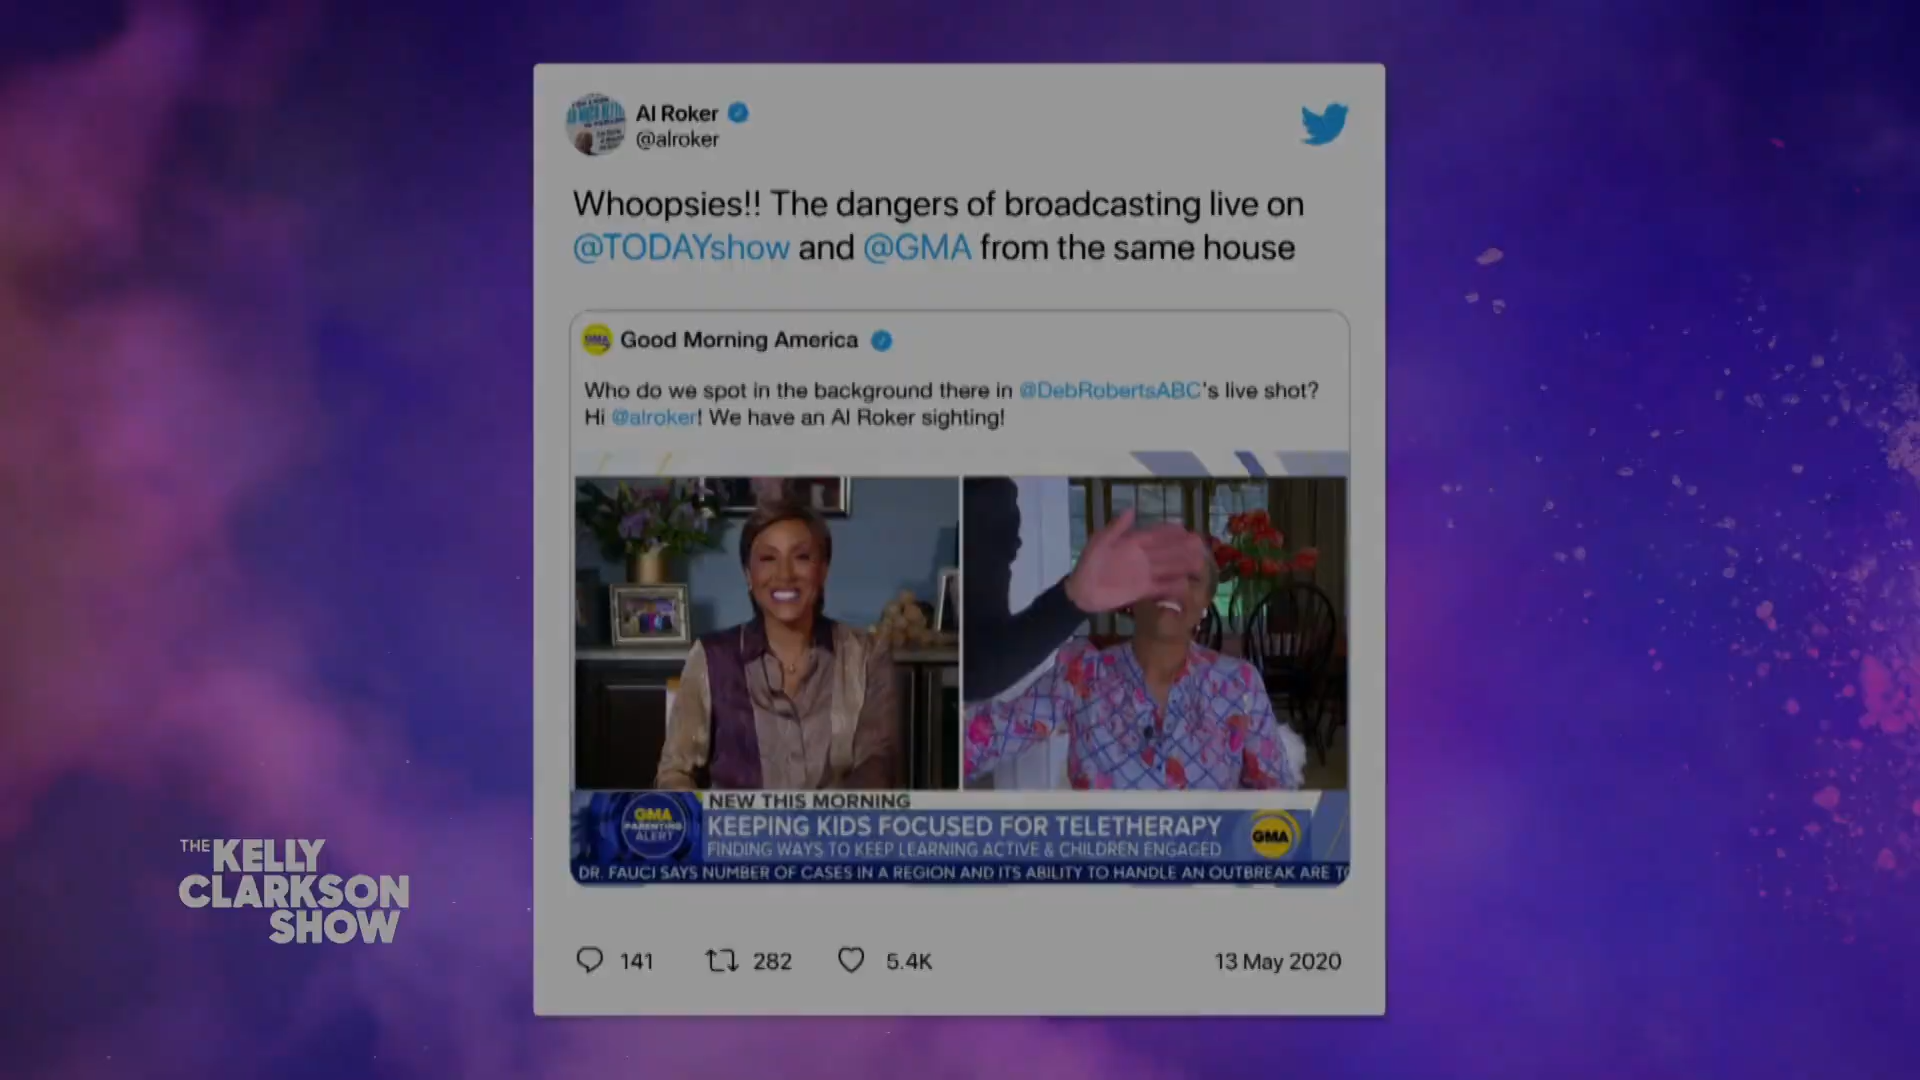 Al Roker
@alroker
Whoopsies!! The dangers of broadcasting live on
@TODAYshow and @GMA from the same house
GMA
Good Morning America
Who do we spot in the background there in @DebRobertsABC's live shot?
Hi @alroker! We have an Al Roker sighting!
NEW THIS MORNING
GMA
PARENTING
ALERT
KEEPING KIDS FOCUSED FOR TELETHERAPY
FINDING WAYS TO KEEP LEARNING ACTIVE & CHILDREN ENGAGED
GMA
DR. FAUCI SAYS NUMBER OF CASES IN A REGION AND ITS ABILITY TO HANDLE AN OUTBREAK ARE
THE
KELLY
CLARKSON
SHOW
141 282 5.4K 13 May 2020